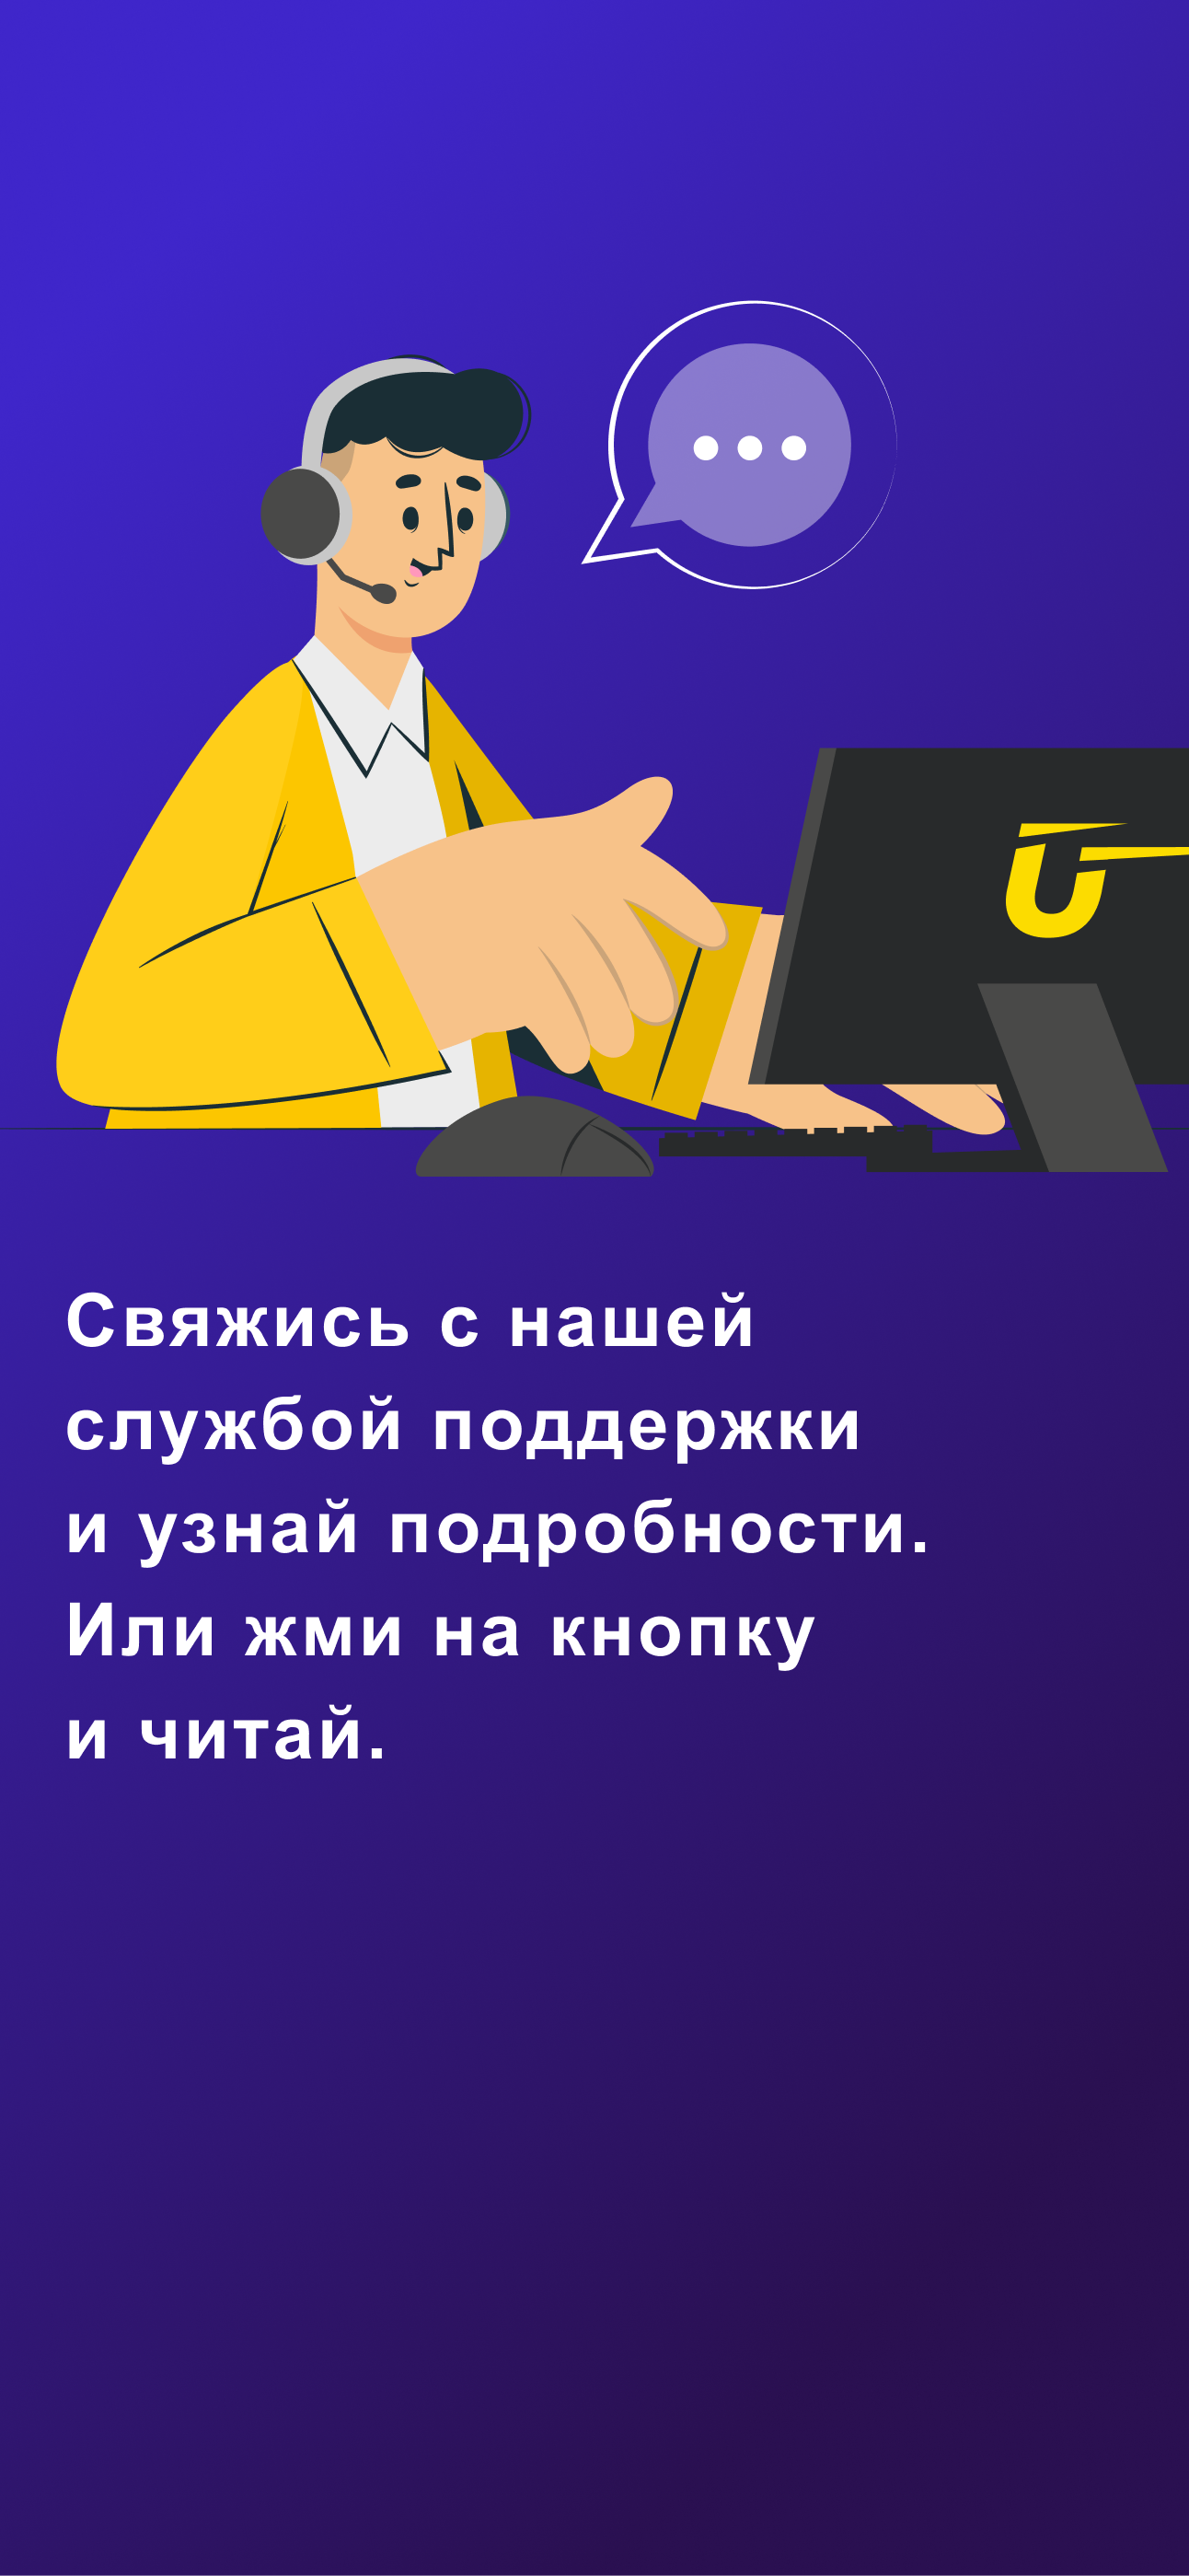 Свяжись с нашей
службой поддержки
и узнай подробности.
Или жми на кнопку
и читай.